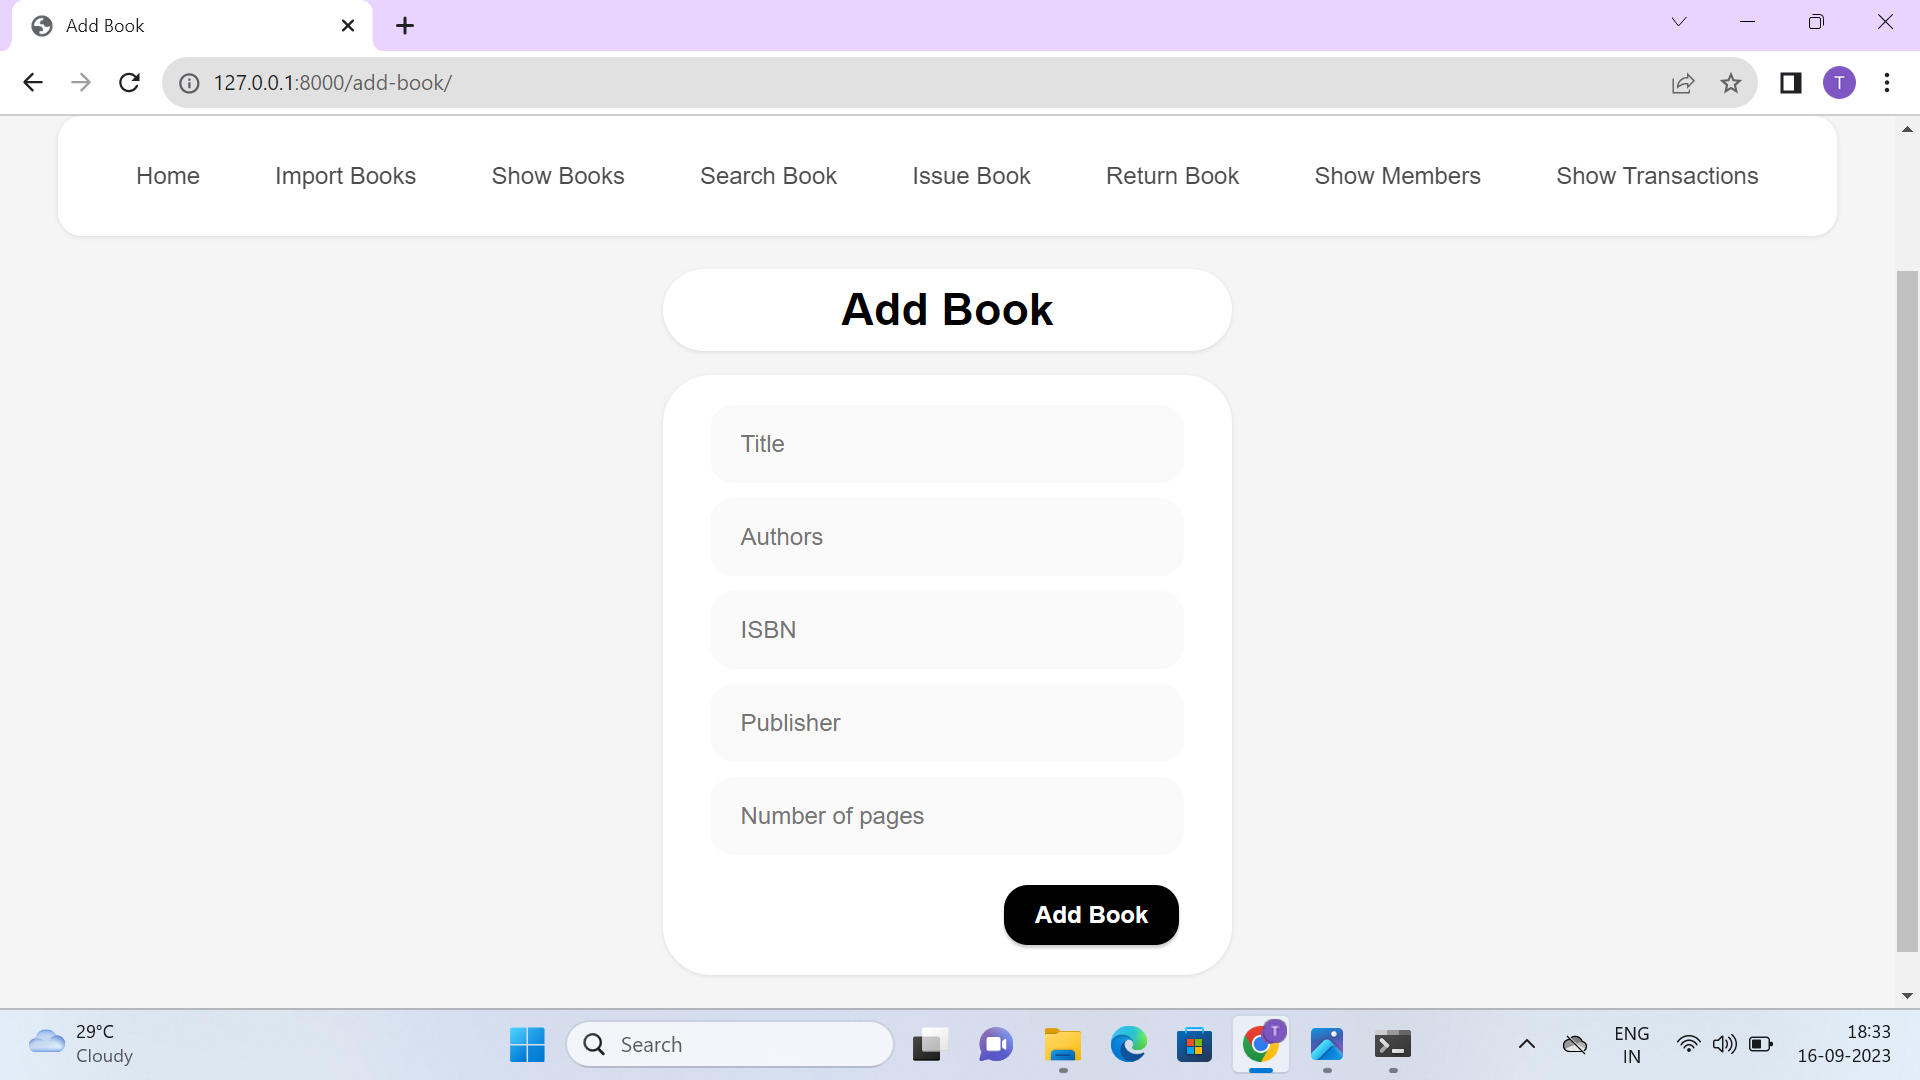 Add Book
127.0.0.1:8000/add-book/
T
Home Import Books Show Books Search Book Issue Book Return Book Show Members Show Transactions
Add Book
Title
Authors
ISBN
Publisher
Number of pages
Add Book
29°C
Cloudy
Search
T
ENG
IN
18:33
16-09-2023